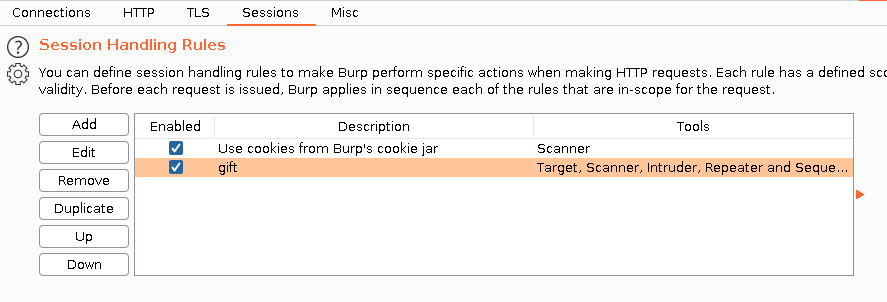 Connections HTTP TLS Sessions Misc
Session Handling Rules
You can define session handling rules to make Burp perform specific actions when making HTTP requests. Each rule has a defined
validity. Before each request is issued, Burp applies in sequence each of the rules that are in-scope for the request.
Add
Edit
Remove
Duplicate
Up
Down
Enabled Description Tools
Use cookies from Burp's cookie jar Scanner
gift Target, Scanner, Intruder, Repeater and Seque...